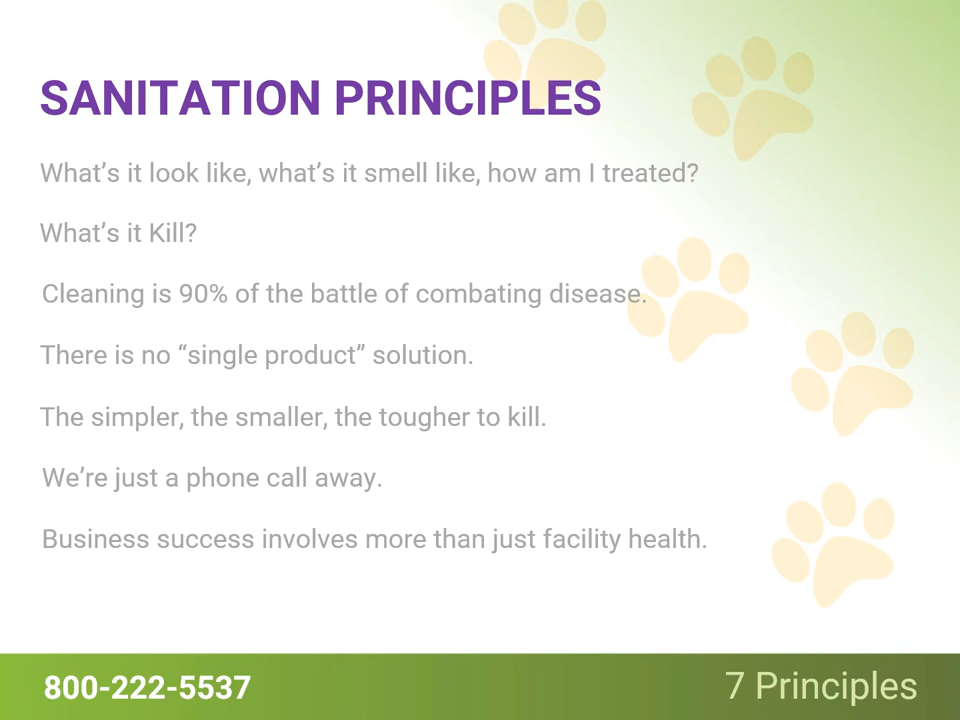 SANITATION PRINCIPLES
What’s it look like, what’s it smell like, how am I treated?
What’s it Kill?
Cleaning is 90% of the battle of combating disease.
There is no “single product” solution.
The simpler, the smaller, the tougher to kill.
We’re just a phone call away.
Business success involves more than just facility health.
800-222-5537
7 Principles